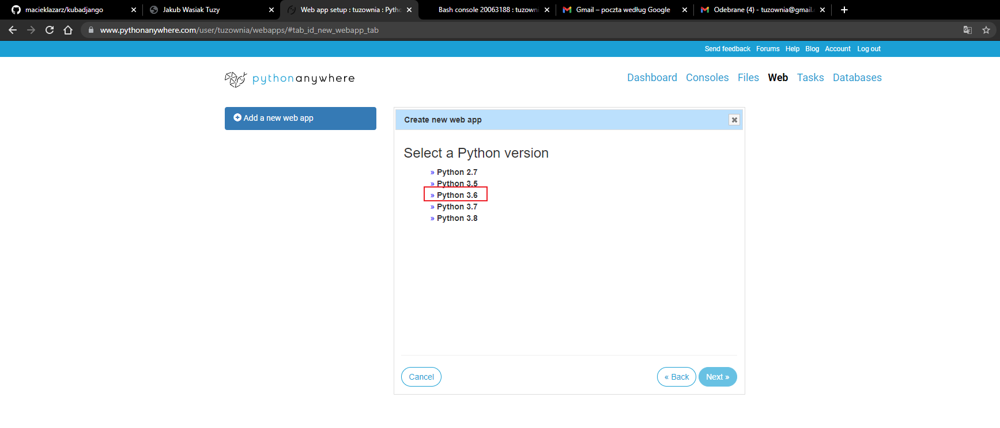 macieklazarz/kubadjango
Jakub Wasiak Tuzy
Web app setup : tuzownia : Pytho
Bash console 20063188 : tuzowni
Gmail – poczta według Google
Odebrane (4) - tuzownia@gmail.
www.pythonanywhere.com/user/tuzownia/webapps/#tab_id_new_webapp_tab
Send feedback Forums Help Blog Account Log out
pythonanywhere
Dashboard Consoles Files Web Tasks Databases
Add a new web app
Create new web app
Select a Python version
» Python 2.7
» Python 3.5
» Python 3.6
» Python 3.7
» Python 3.8
Cancel
« Back
Next »